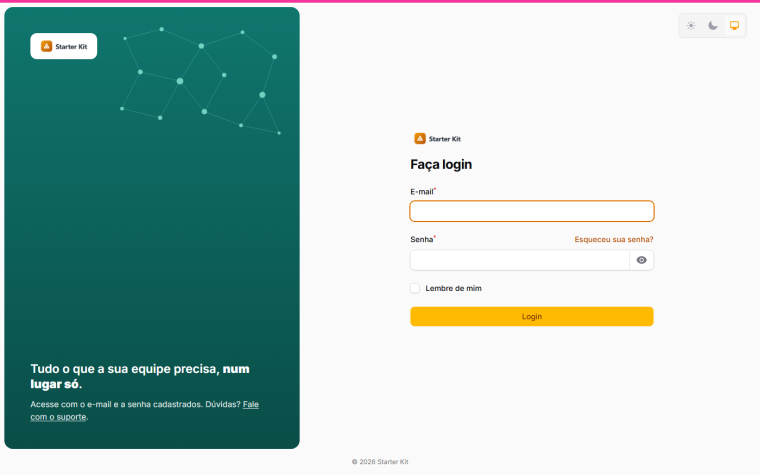 Starter Kit
Tudo o que a sua equipe precisa, num
lugar só.
Acesse com o e-mail e a senha cadastrados. Dúvidas? Fale
com o suporte.
Starter Kit
Faça login
E-mail*
Senha*
Esqueceu sua senha?
Lembre de mim
Login
© 2026 Starter Kit